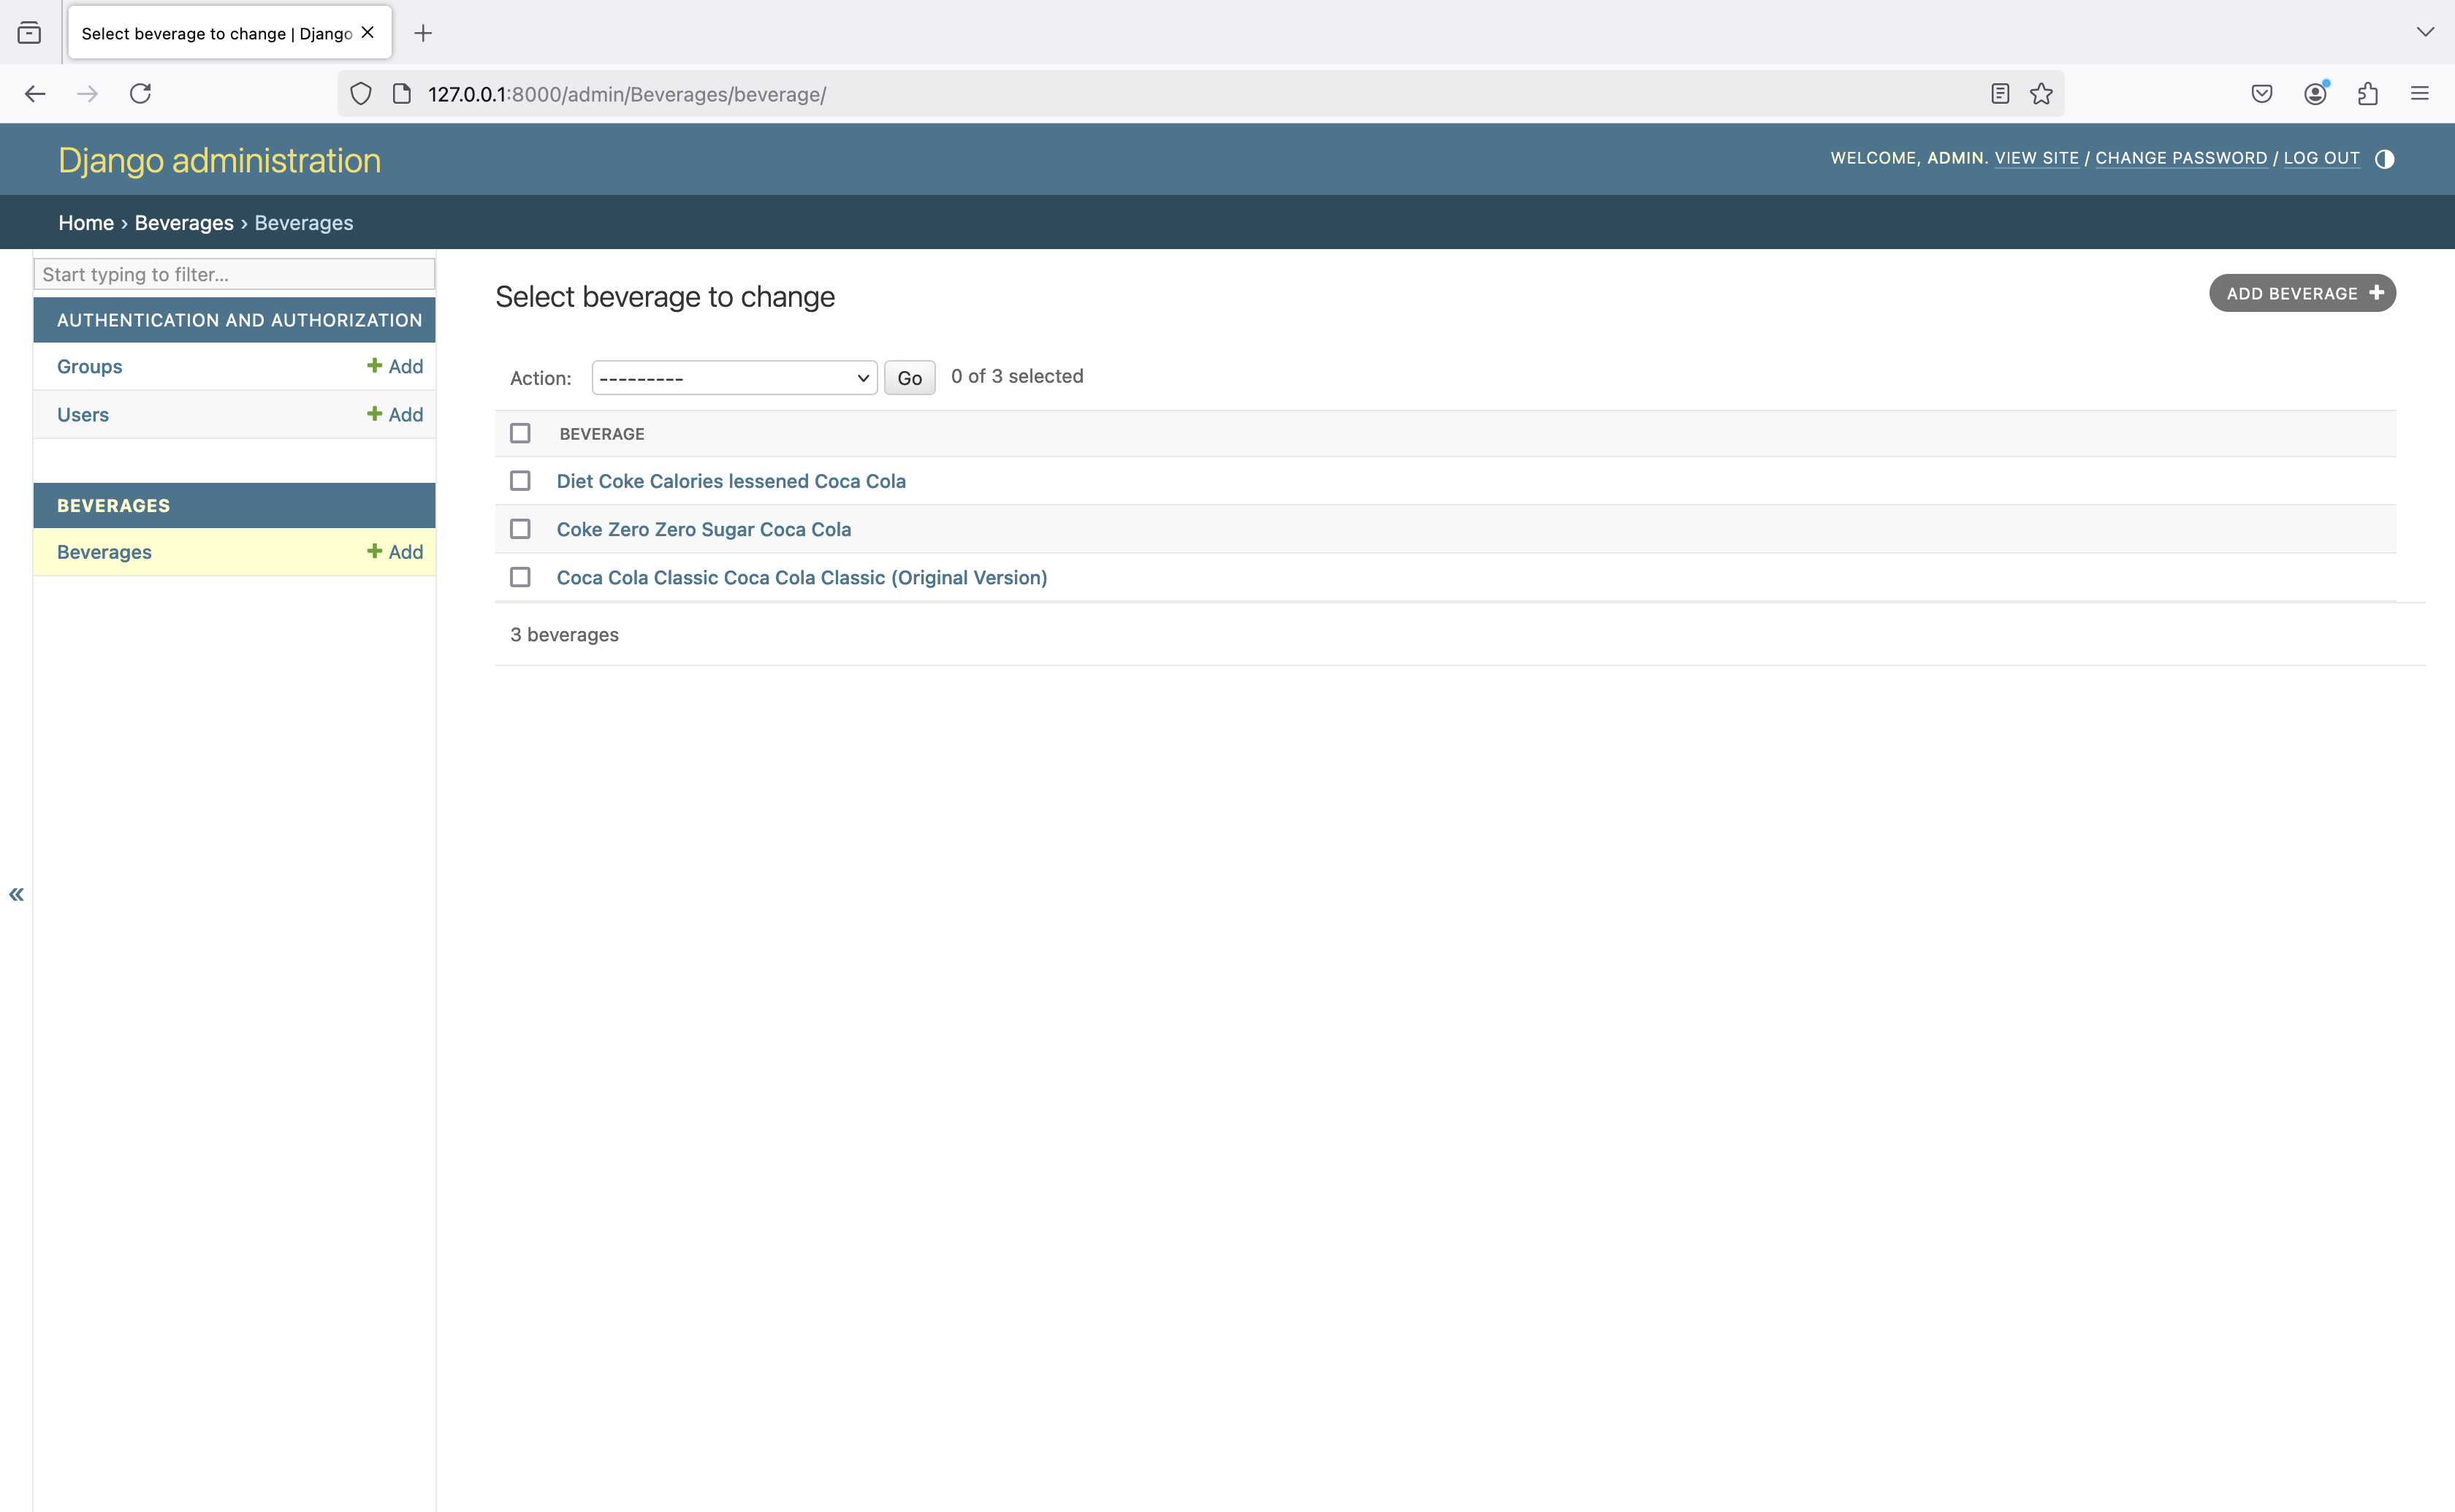 Select beverage to change | Django
127.0.0.1:8000/admin/Beverages/beverage/
Django administration
WELCOME, ADMIN. VIEW SITE / CHANGE PASSWORD / LOG OUT
Home › Beverages › Beverages
Start typing to filter...
AUTHENTICATION AND AUTHORIZATION
Groups + Add
Users + Add
BEVERAGES
Beverages + Add
«
Select beverage to change
ADD BEVERAGE +
Action: --------- Go 0 of 3 selected
BEVERAGE
Diet Coke Calories lessened Coca Cola
Coke Zero Zero Sugar Coca Cola
Coca Cola Classic Coca Cola Classic (Original Version)
3 beverages